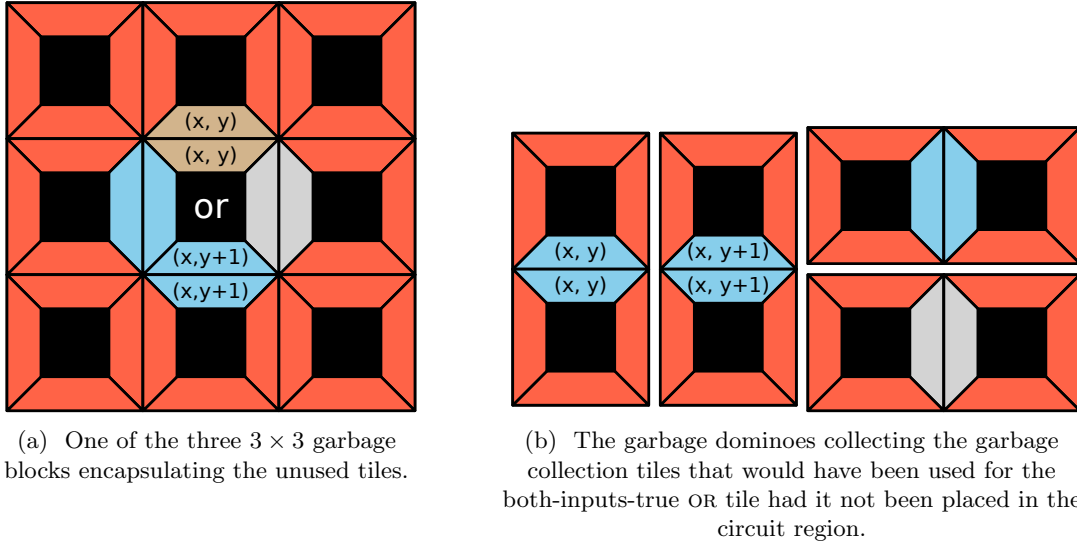 (x, y)
(x, y)
or
(x,y+1)
(x,y+1)
(x, y)
(x, y)
(x, y+1)
(x, y+1)
(a) One of the three 3 × 3 garbage
blocks encapsulating the unused tiles.
(b) The garbage dominoes collecting the garbage
collection tiles that would have been used for the
both-inputs-true OR tile had it not been placed in the
circuit region.